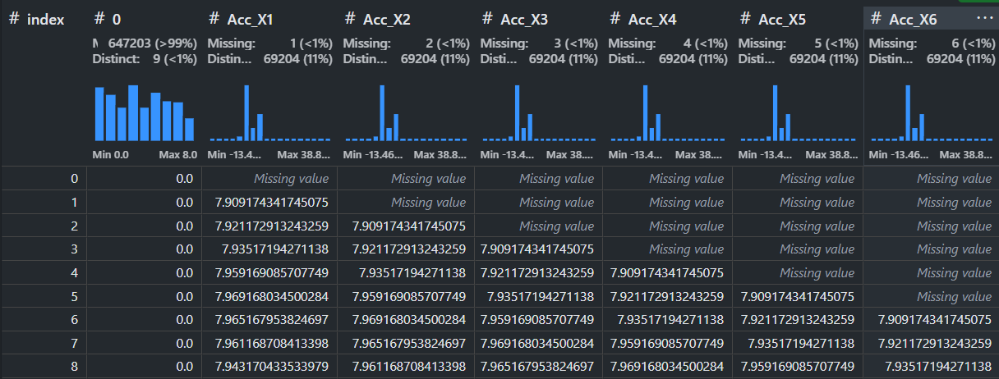 # index # 0 # Acc_X1 # Acc_X2 # Acc_X3 # Acc_X4 # Acc_X5 # Acc_X6 ...
647203 (>99%) Missing: 1 (<1%) Missing: 2 (<1%) Missing: 3 (<1%) Missing: 4 (<1%) Missing: 5 (<1%) Missing: 6 (<1%)
Distinct: 9 (<1%) Distin... 69204 (11%) Distin... 69204 (11%) Disti... 69204 (11%) Disti... 69204 (11%) Disti... 69204 (11%) Disti... 69204 (11%)
Min 0.0 Max 8.0 Min -13.4... Max 38.8... Min -13.46... Max 38.8... Min -13.4... Max 38.... Min -13.4... Max 38.8... Min -13.4... Max 38.8... Min -13.46... Max 38.8...
0 0.0 Missing value Missing value Missing value Missing value Missing value Missing value
1 0.0 7.909174341745075 Missing value Missing value Missing value Missing value Missing value
2 0.0 7.921172913243259 7.909174341745075 Missing value Missing value Missing value Missing value
3 0.0 7.93517194271138 7.921172913243259 7.909174341745075 Missing value Missing value Missing value
4 0.0 7.959169085707749 7.93517194271138 7.921172913243259 7.909174341745075 Missing value Missing value
5 0.0 7.969168034500284 7.959169085707749 7.93517194271138 7.921172913243259 7.909174341745075 Missing value
6 0.0 7.965167953824697 7.969168034500284 7.959169085707749 7.93517194271138 7.921172913243259 7.909174341745075
7 0.0 7.961168708413398 7.965167953824697 7.969168034500284 7.959169085707749 7.93517194271138 7.921172913243259
8 0.0 7.943170433533979 7.961168708413398 7.965167953824697 7.969168034500284 7.959169085707749 7.93517194271138